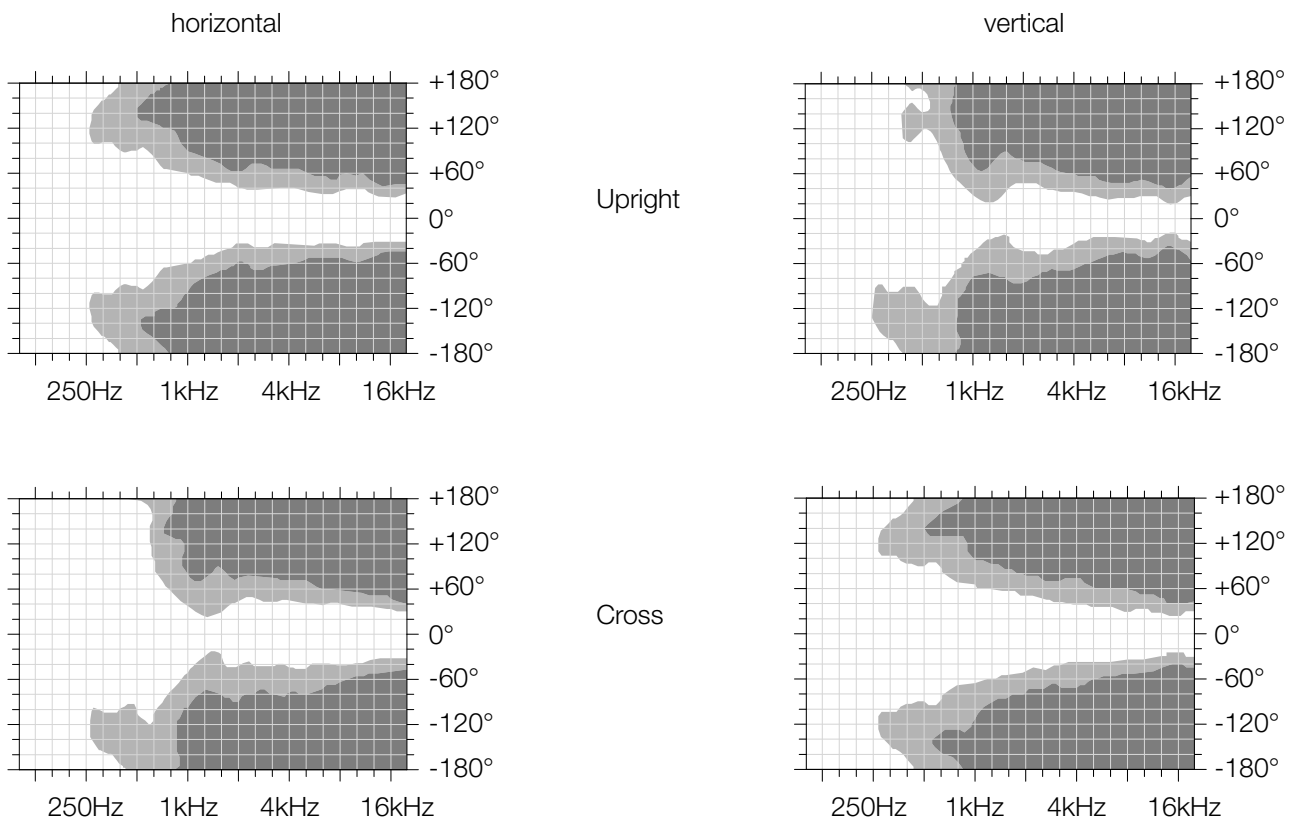 horizontal vertical
+180° +180°
+120° +120°
+60° +60°
0° Upright 0°
-60° -60°
-120° -120°
-180° -180°
250Hz 1kHz 4kHz 16kHz 250Hz 1kHz 4kHz 16kHz
+180° +180°
+120° +120°
+60° +60°
Cross
0° 0°
-60° -60°
-120° -120°
-180° -180°
250Hz 1kHz 4kHz 16kHz 250Hz 1kHz 4kHz 16kHz